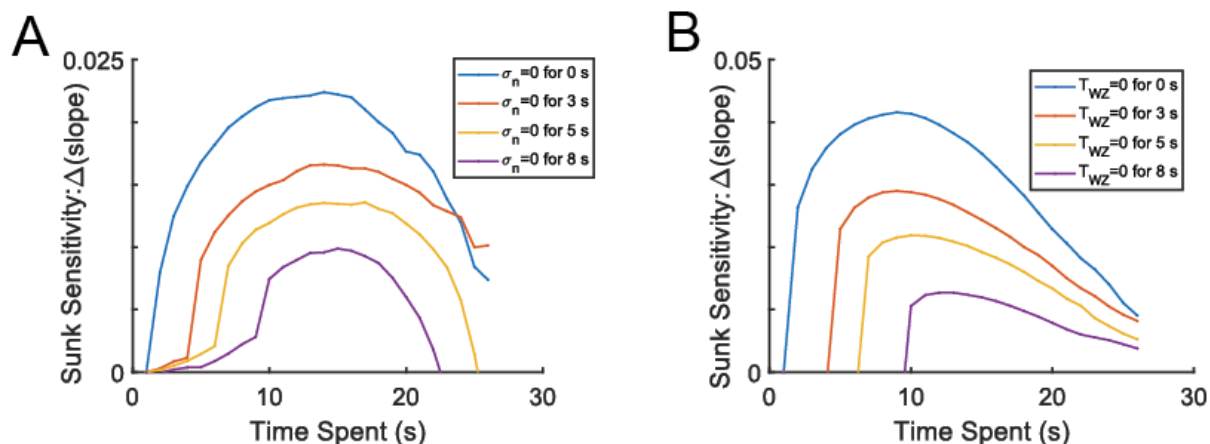 A
Sunk Sensitivity: Δ(slope)
0.025
0
0
10
20
30
Time Spent (s)
σn=0 for 0 s
σn=0 for 3 s
σn=0 for 5 s
σn=0 for 8 s
B
Sunk Sensitivity: Δ(slope)
0.05
0
0
10
20
30
Time Spent (s)
TWZ=0 for 0 s
TWZ=0 for 3 s
TWZ=0 for 5 s
TWZ=0 for 8 s